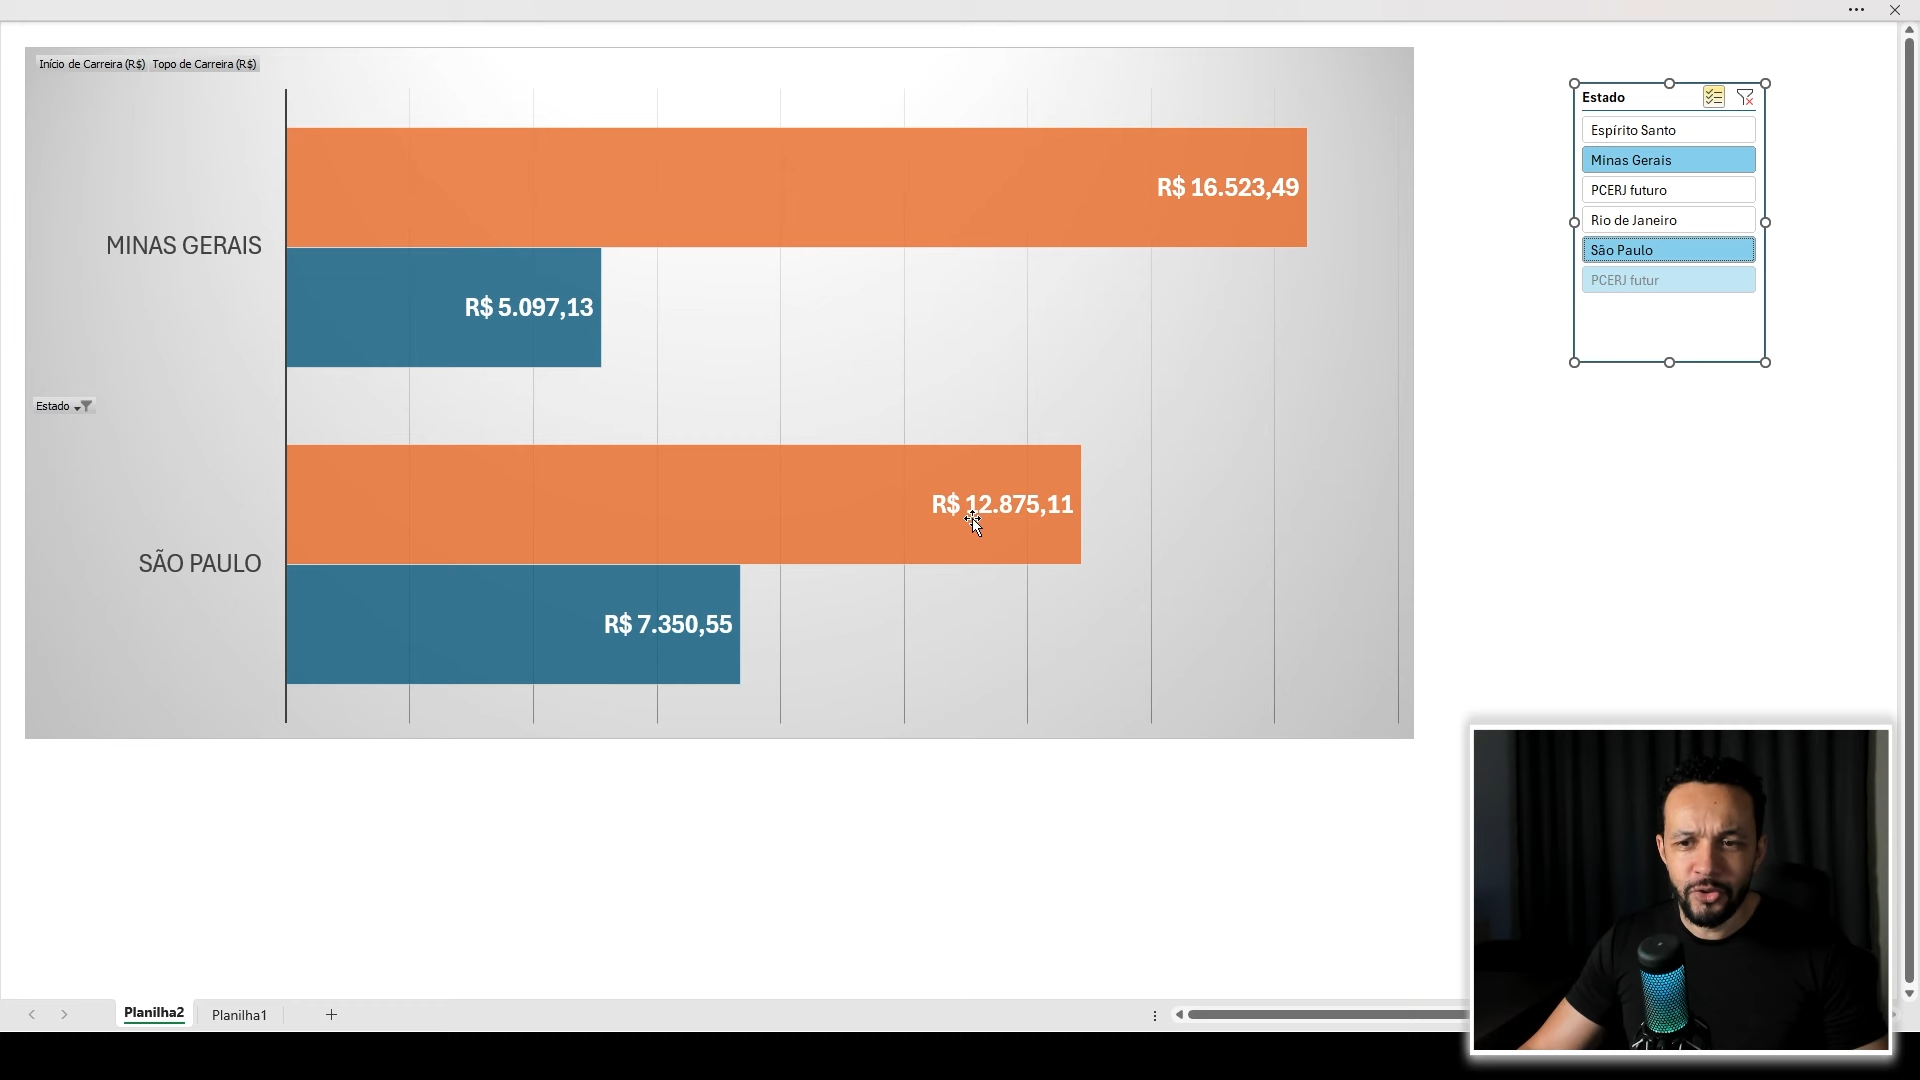 Início de Carreira (R$) Topo de Carreira (R$)
Estado
Espírito Santo
Minas Gerais
PCERJ futuro
Rio de Janeiro
São Paulo
PCERJ futur
R$ 16.523,49
MINAS GERAIS
R$ 5.097,13
Estado
R$ 12.875,11
SÃO PAULO
R$ 7.350,55
Planilha2
Planilha1